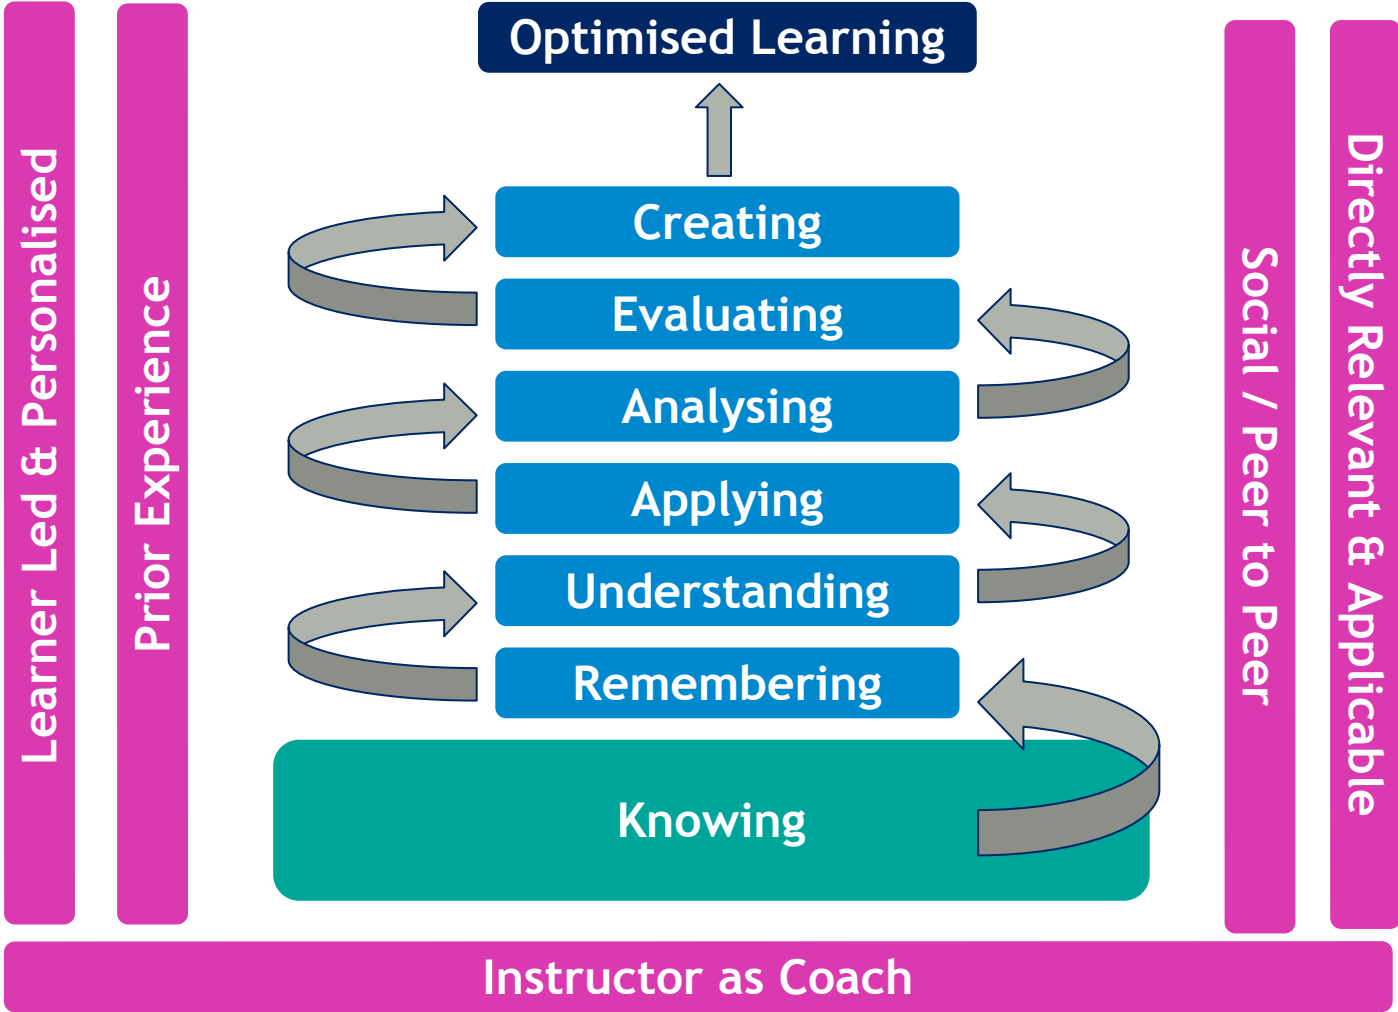 Optimised Learning
Learner Led & Personalised
Prior Experience
Creating
Evaluating
Analysing
Applying
Understanding
Remembering
Knowing
Social / Peer to Peer
Directly Relevant & Applicable
Instructor as Coach